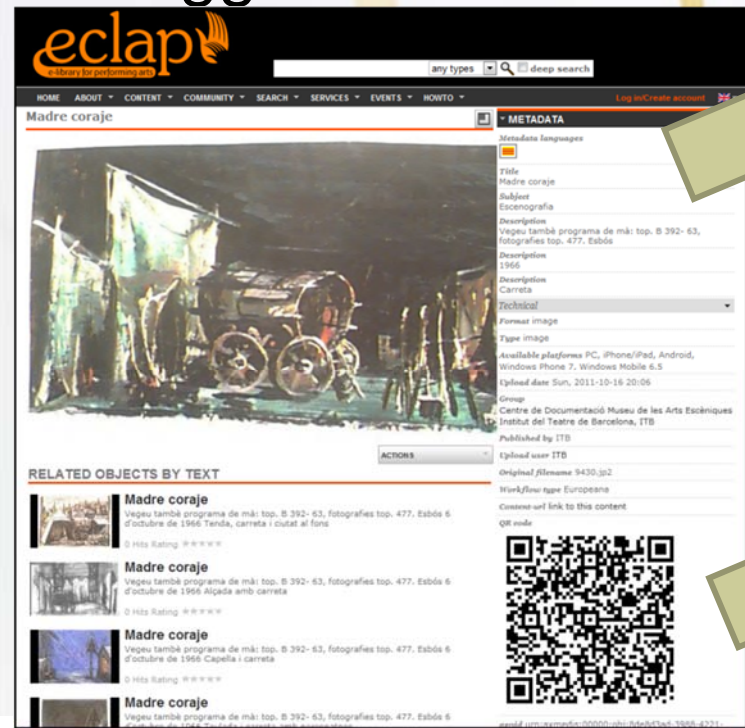 gg
eclap
e-library for performing arts
any types
deep search
HOME ABOUT CONTENT COMMUNITY SEARCH SERVICES EVENTS HOWTO
Log in/Create account
Madre coraje
METADATA
Metadata languages
Title
Madre coraje
Subject
Escenografia
Description
Vegeu també programa de mà: top. B 392- 63,
fotografies top. 477. Esbós
Description
1966
Description
Carreta
Technical
Format image
Type image
Available platforms PC, iPhone/iPad, Android,
Windows Phone 7, Windows Mobile 6.5
Upload date Sun, 2011-10-16 20:06
Group
Centre de Documentació Museu de les Arts Escèniques
Institut del Teatre de Barcelona, ITB
Published by ITB
Upload user ITB
Original filename 9430.jp2
Workflow type Europeana
Content url link to this content
QR code
ACTIONS
RELATED OBJECTS BY TEXT
Madre coraje
Vegeu també programa de mà: top. B 392- 63, fotografies top. 477. Esbós 6
d'octubre de 1966 Tenda, carreta i ciutat al fons
0 Hits Rating
Madre coraje
Vegeu també programa de mà: top. B 392- 63, fotografies top. 477. Esbós 6
d'octubre de 1966 Alçada amb carreta
0 Hits Rating
Madre coraje
Vegeu també programa de mà: top. B 392- 63, fotografies top. 477. Esbós 6
d'octubre de 1966 Capella i carreta
0 Hits Rating
Madre coraje
Vegeu també programa de mà: top. B 392- 63, fotografies top. 477. Esbós 6